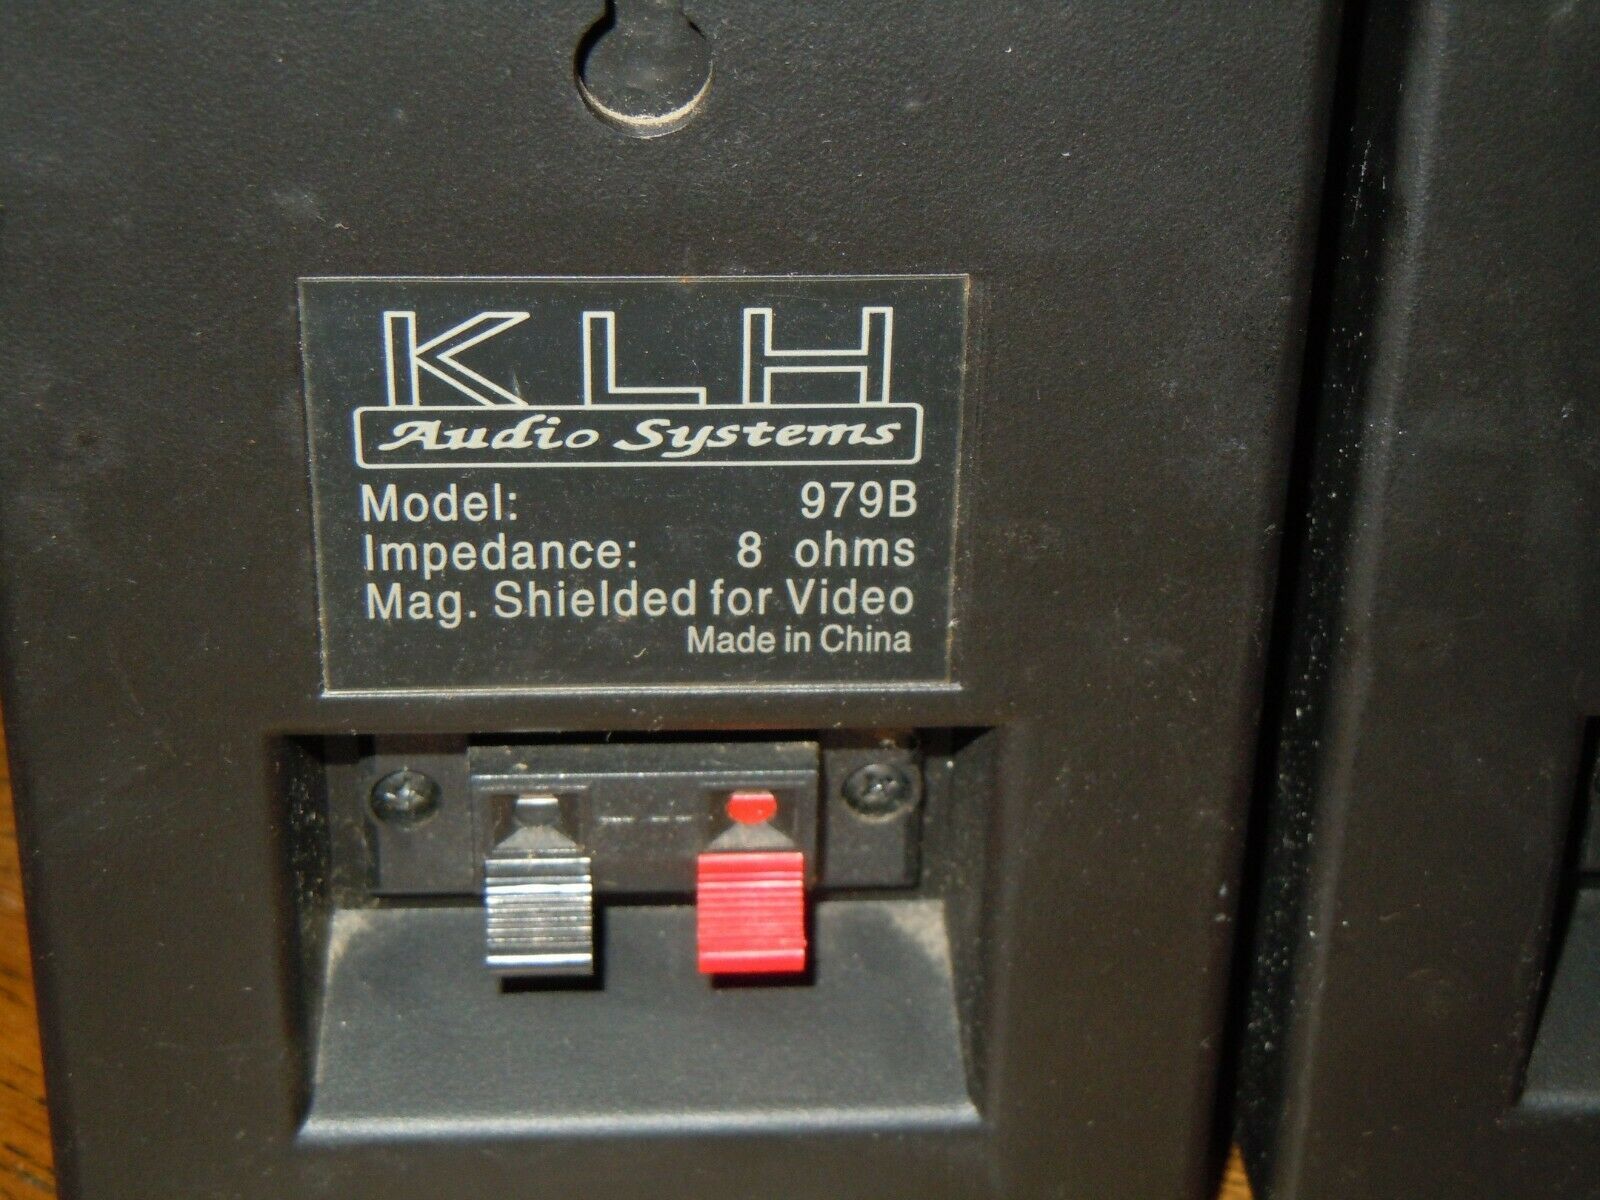 KLH
Audio Systems
Model: 979B
Impedance: 8 ohms
Mag. Shielded for Video
Made in China